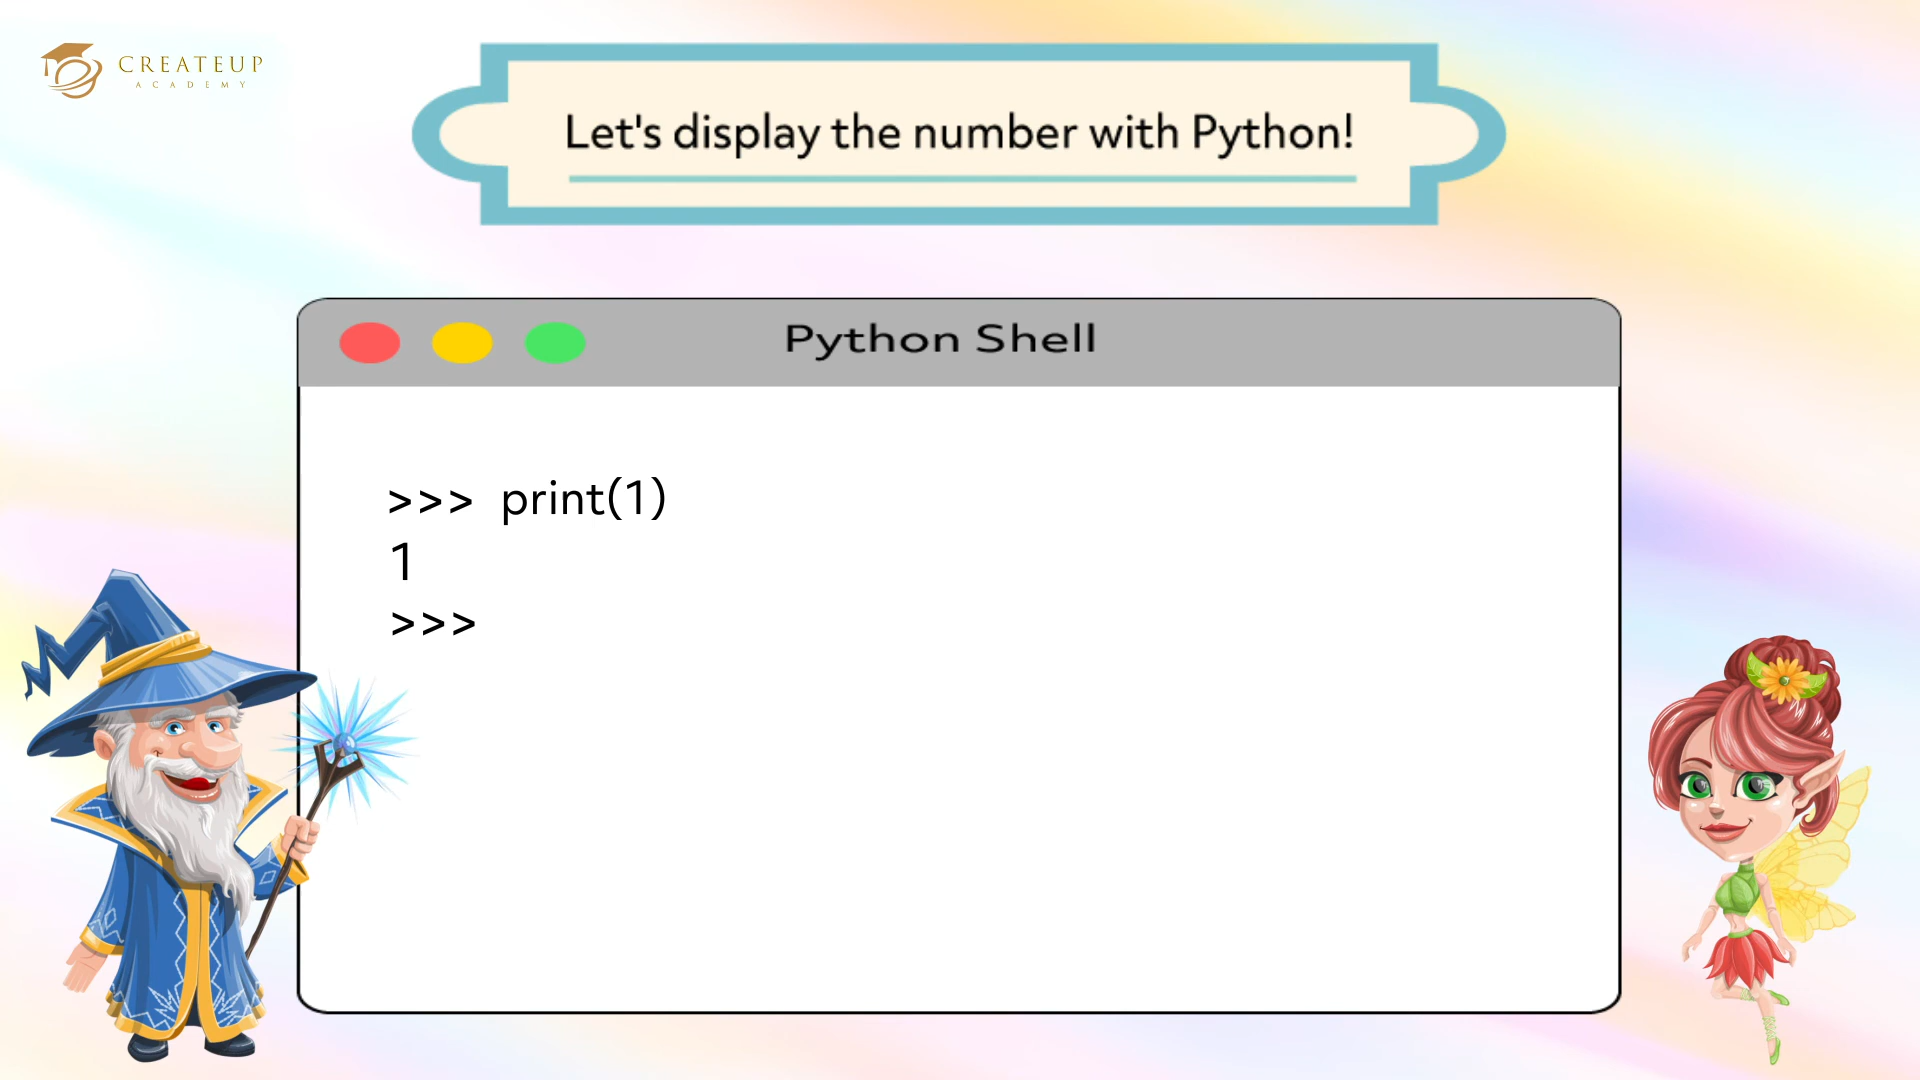 CREATEUP
ACADEMY
Let's display the number with Python!
Python Shell
>>> print(1)
1
>>>